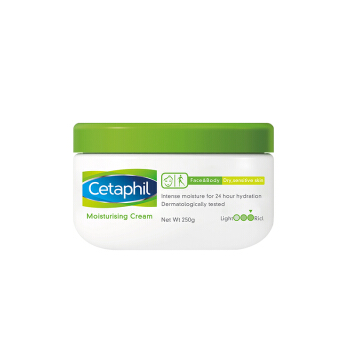 Cetaphil
Moisturising Cream
Face&Body
Dry, sensitive skin
Intense moisture for 24 hour hydration
Dermatologically tested
Net Wt 250g
Light
Rich